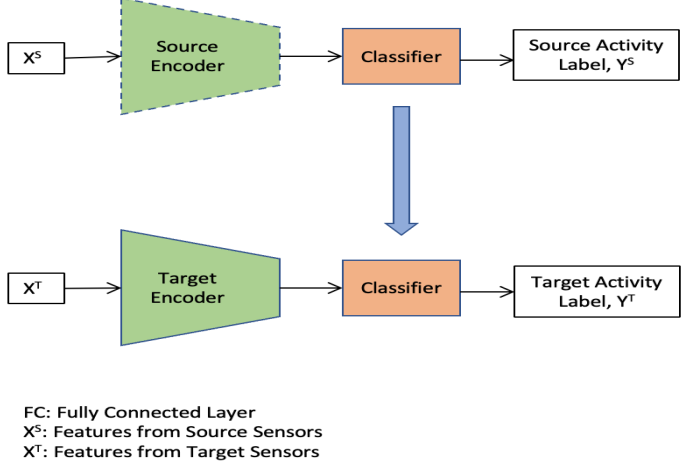 Source
Encoder
Xˢ
Classifier
Source Activity
Label, Yˢ
Target
Encoder
Xᵀ
Classifier
Target Activity
Label, Yᵀ
FC: Fully Connected Layer
Xˢ: Features from Source Sensors
Xᵀ: Features from Target Sensors